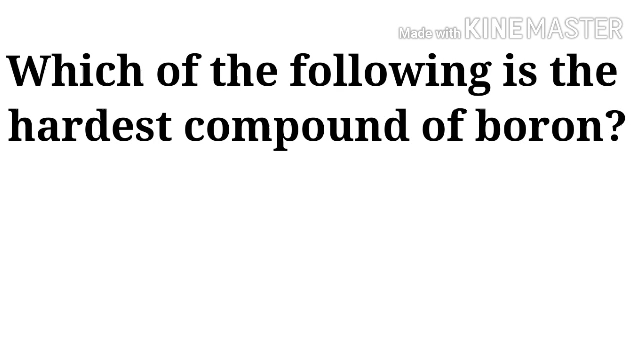 Made with KINEMASTER
Which of the following is the
hardest compound of boron?